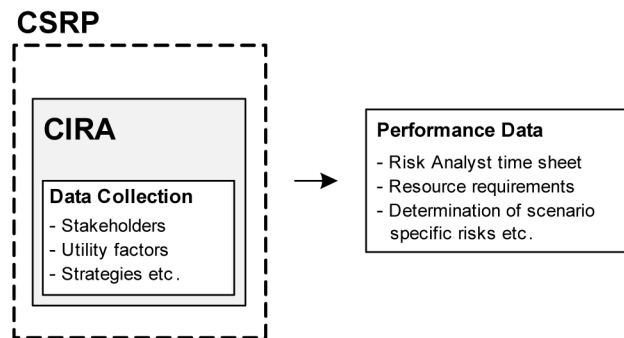 CSRP
CIRA
Data Collection
- Stakeholders
- Utility factors
- Strategies etc.
Performance Data
- Risk Analyst time sheet
- Resource requirements
- Determination of scenario
specific risks etc.